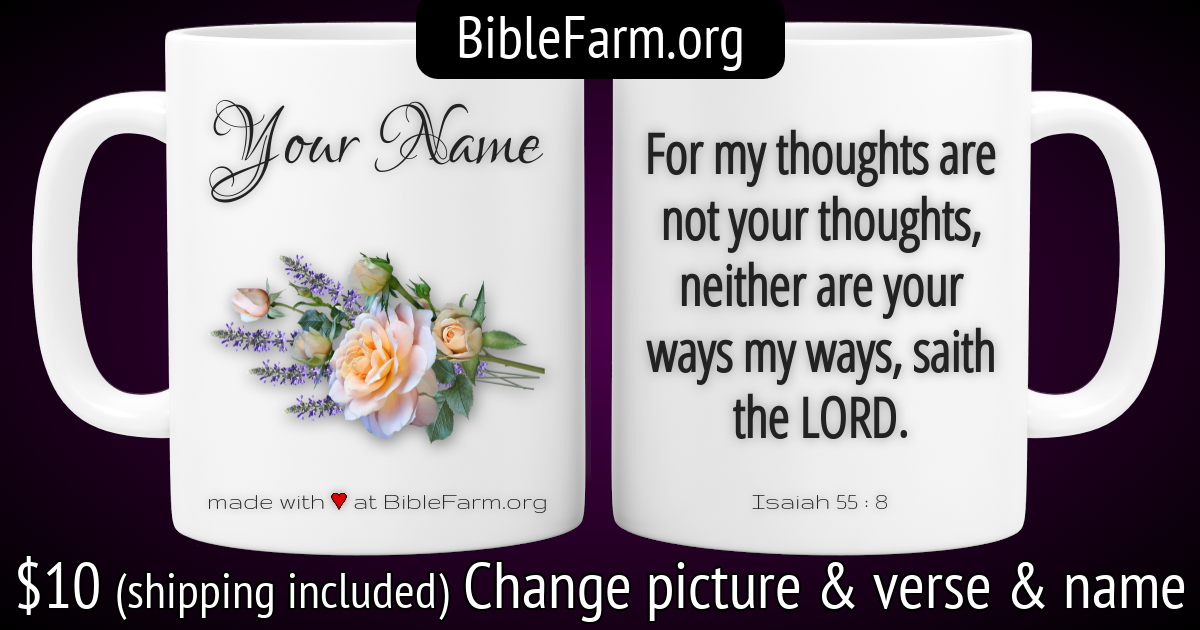 BibleFarm.org
Your Name
made with ♥ at BibleFarm.org
For my thoughts are
not your thoughts,
neither are your
ways my ways, saith
the LORD.
Isaiah 55 : 8
$10 (shipping included) Change picture & verse & name